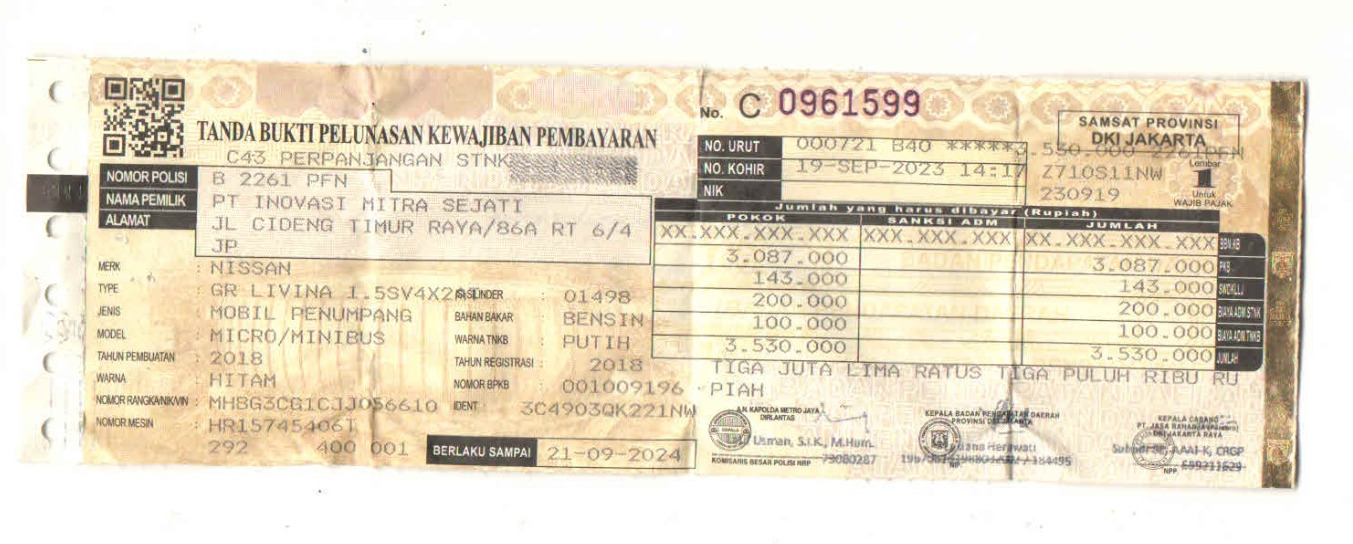 No. C 0961599
SAMSAT PROVINSI
DKI JAKARTA
TANDA BUKTI PELUNASAN KEWAJIBAN PEMBAYARAN
C43 PERPANJANGAN STNK
NO. URUT 000721 B40 *****3.530.000 2261PFN
NO. KOHIR 19-SEP-2023 14:17 Z710S11NW
NIK 230919
Lembar
1
Untuk
WAJIB PAJAK
NOMOR POLISI B 2261 PFN
NAMA PEMILIK PT INOVASI MITRA SEJATI
ALAMAT JL CIDENG TIMUR RAYA/86A RT 6/4
JP
MERK : NISSAN
TYPE : GR LIVINA 1.5SV4X2
JENIS : MOBIL PENUMPANG
MODEL : MICRO/MINIBUS
TAHUN PEMBUATAN : 2018
WARNA : HITAM
NOMOR RANGKA/NIK/VIN : MHBG3CG1CJJ056610
NOMOR MESIN : HR15745406T
292 400 001
ISI SILINDER : 01498
BAHAN BAKAR : BENSIN
WARNA TNKB : PUTIH
TAHUN REGISTRASI : 2018
NOMOR BPKB 001009196
IDENT 3C49030K221NW
BERLAKU SAMPAI 21-09-2024
Jumlah yang harus dibayar (Rupiah)
POKOK SANKSI ADM JUMLAH
XX.XXX.XXX.XXX XXX.XXX.XXX XX.XXX.XXX.XXX BBN.KB
3.087.000 3.087.000 PKB
143.000 143.000 SWDKLLJ
200.000 200.000 BIAYA ADM STNK
100.000 100.000 BIAYA ADM TNKB
3.530.000 3.530.000 JUMLAH
TIGA JUTA LIMA RATUS TIGA PULUH RIBU RU
PIAH
A.N. KAPOLDA METRO JAYA
DIRLANTAS
Usman, S.I.K., M.Hum.
KOMISARIS BESAR POLISI NRP 73080287
KEPALA BADAN PENDAPATAN DAERAH
PROVINSI DKI JAKARTA
Herawati
NIP.
KEPALA CABANG
PT. JASA RAHARJA (PERSERO)
DKI JAKARTA RAYA
AAAI-K, CRGP
NPP